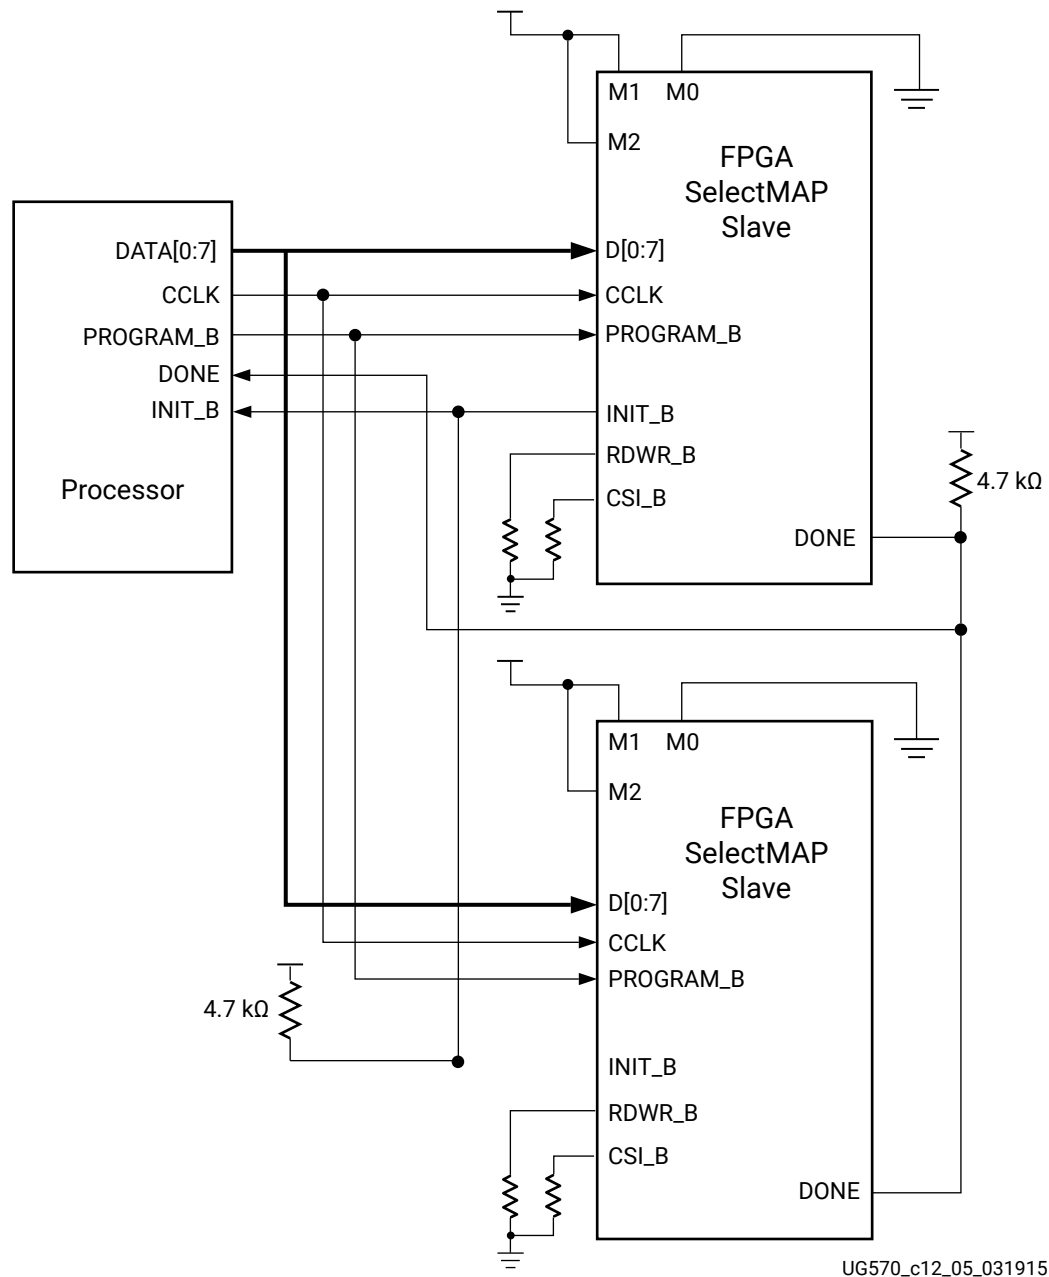 M1 M0
M2
FPGA
SelectMAP
Slave
DATA[0:7]
CCLK
PROGRAM_B
DONE
INIT_B
Processor
D[0:7]
CCLK
PROGRAM_B
INIT_B
RDWR_B
CSI_B
DONE
4.7 kΩ
M1 M0
M2
FPGA
SelectMAP
Slave
D[0:7]
CCLK
PROGRAM_B
4.7 kΩ
INIT_B
RDWR_B
CSI_B
DONE
UG570_c12_05_031915